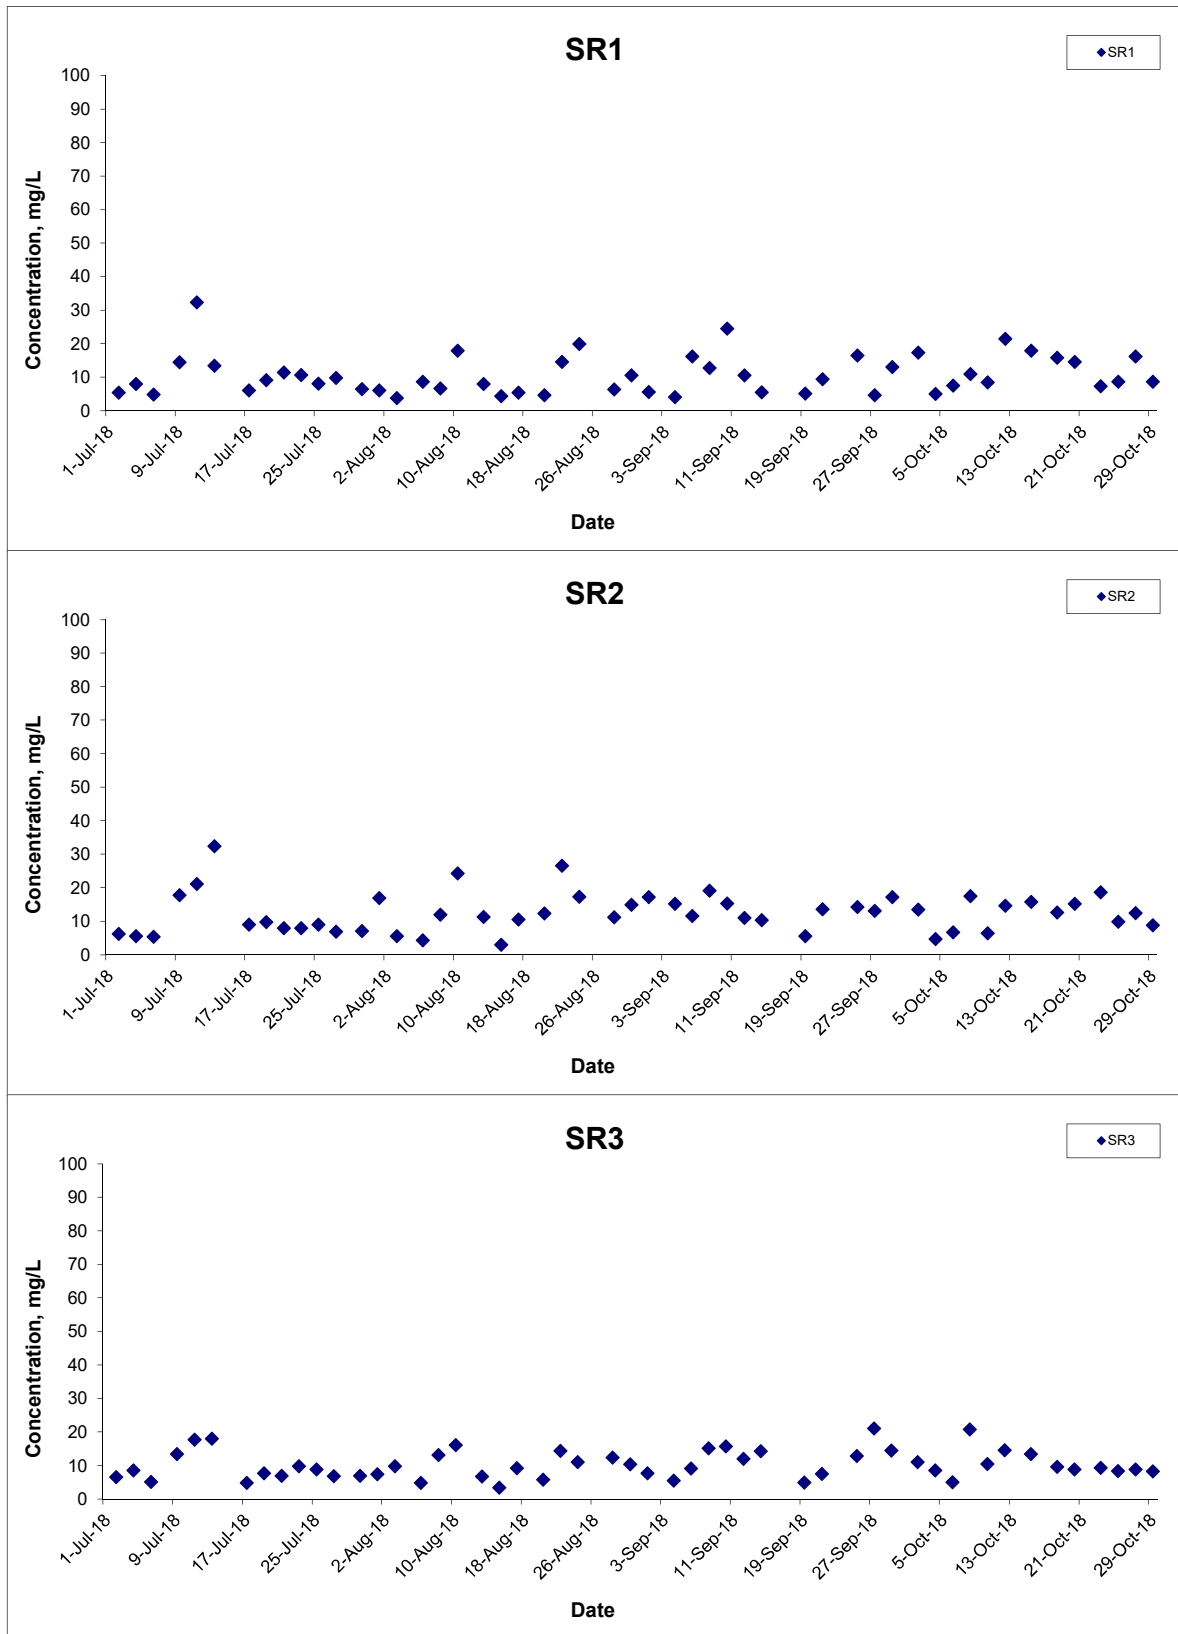 SR1
SR1
100
90
80
70
60
50
40
30
20
10
0
Concentration, mg/L
1-Jul-18
9-Jul-18
17-Jul-18
25-Jul-18
2-Aug-18
10-Aug-18
18-Aug-18
26-Aug-18
3-Sep-18
11-Sep-18
19-Sep-18
27-Sep-18
5-Oct-18
13-Oct-18
21-Oct-18
29-Oct-18
Date
SR2
SR2
100
90
80
70
60
50
40
30
20
10
0
Concentration, mg/L
1-Jul-18
9-Jul-18
17-Jul-18
25-Jul-18
2-Aug-18
10-Aug-18
18-Aug-18
26-Aug-18
3-Sep-18
11-Sep-18
19-Sep-18
27-Sep-18
5-Oct-18
13-Oct-18
21-Oct-18
29-Oct-18
Date
SR3
SR3
100
90
80
70
60
50
40
30
20
10
0
Concentration, mg/L
1-Jul-18
9-Jul-18
17-Jul-18
25-Jul-18
2-Aug-18
10-Aug-18
18-Aug-18
26-Aug-18
3-Sep-18
11-Sep-18
19-Sep-18
27-Sep-18
5-Oct-18
13-Oct-18
21-Oct-18
29-Oct-18
Date